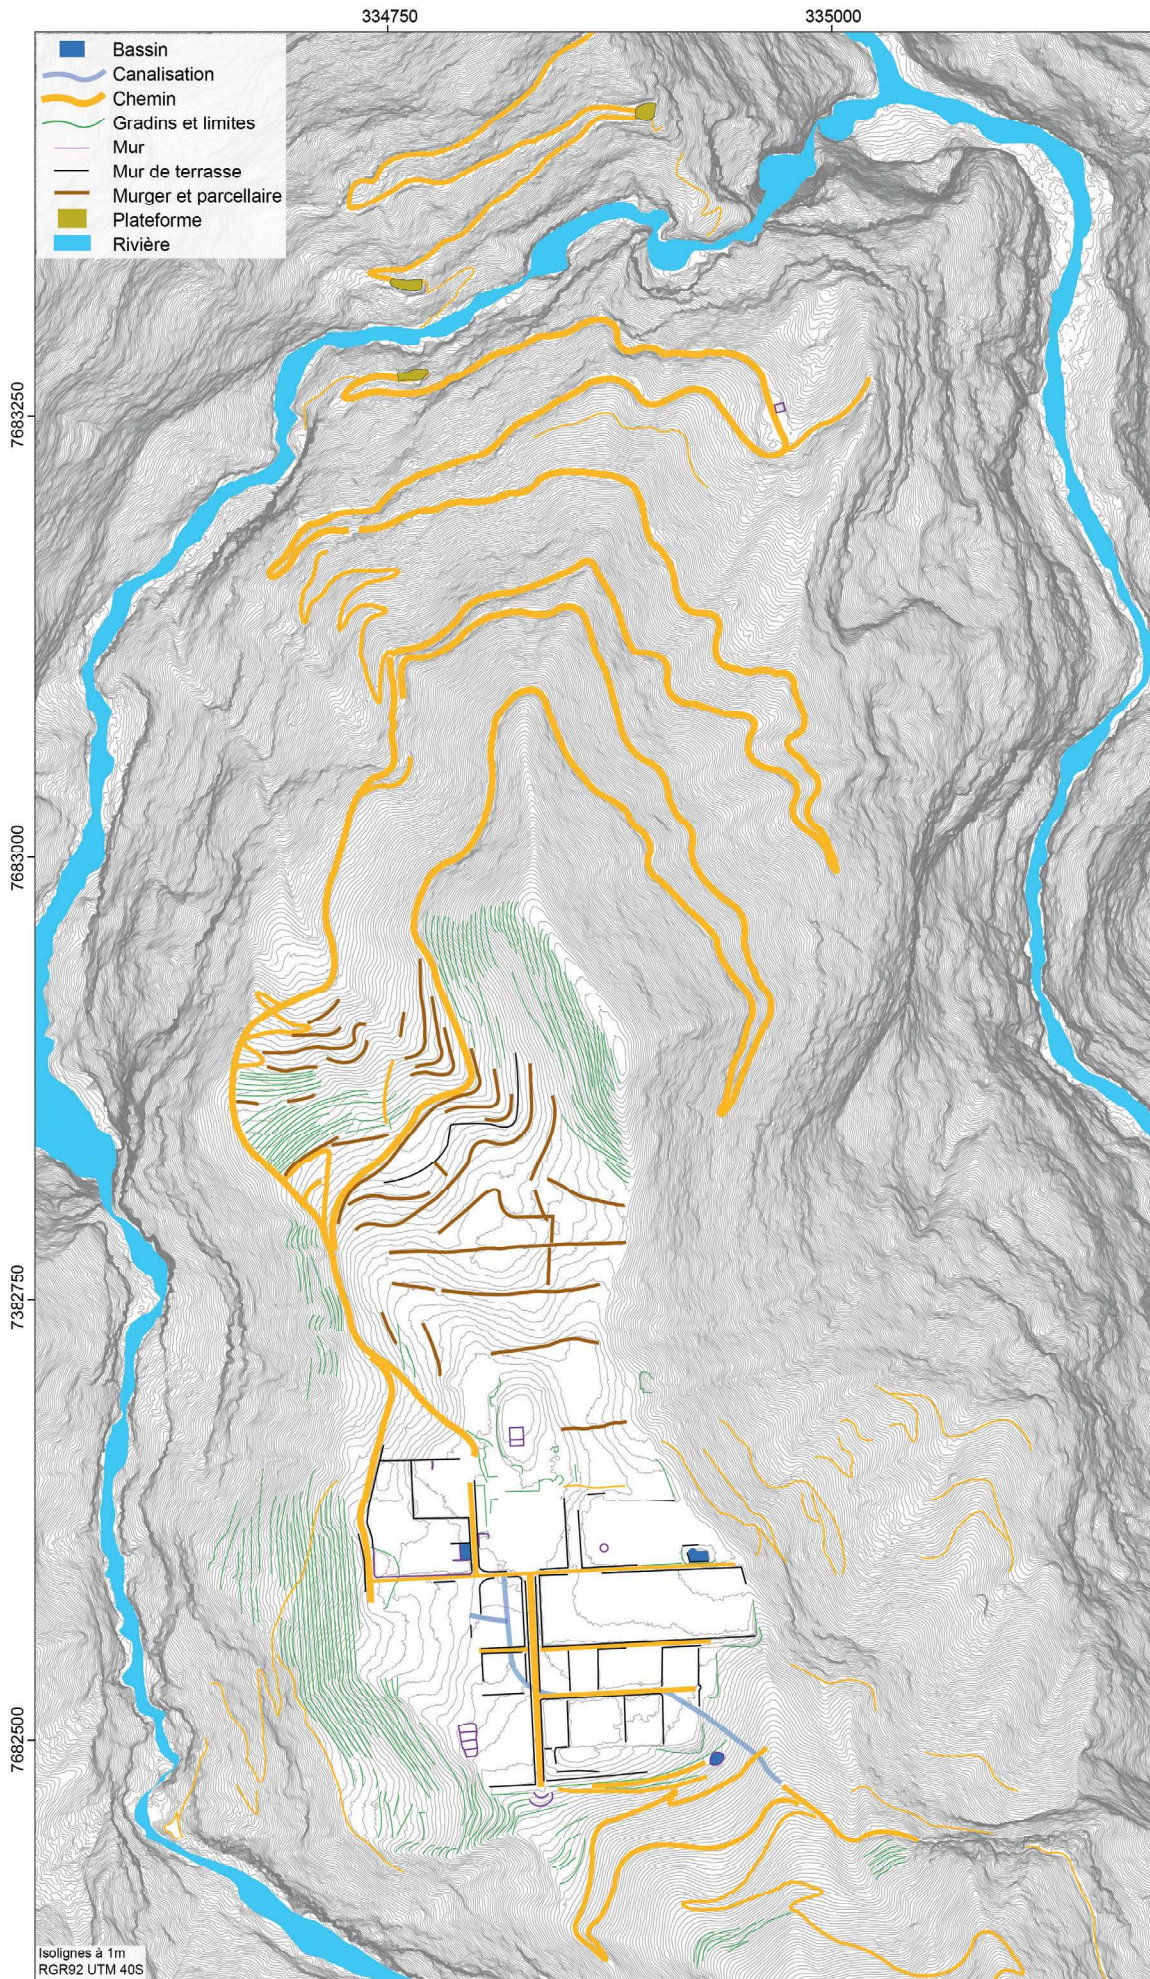 334750
335000
Bassin
Canalisation
Chemin
Gradins et limites
Mur
Mur de terrasse
Murger et parcellaire
Plateforme
Rivière
7683250
7683000
7382750
7682500
Isolignes à 1m
RGR92 UTM 40S